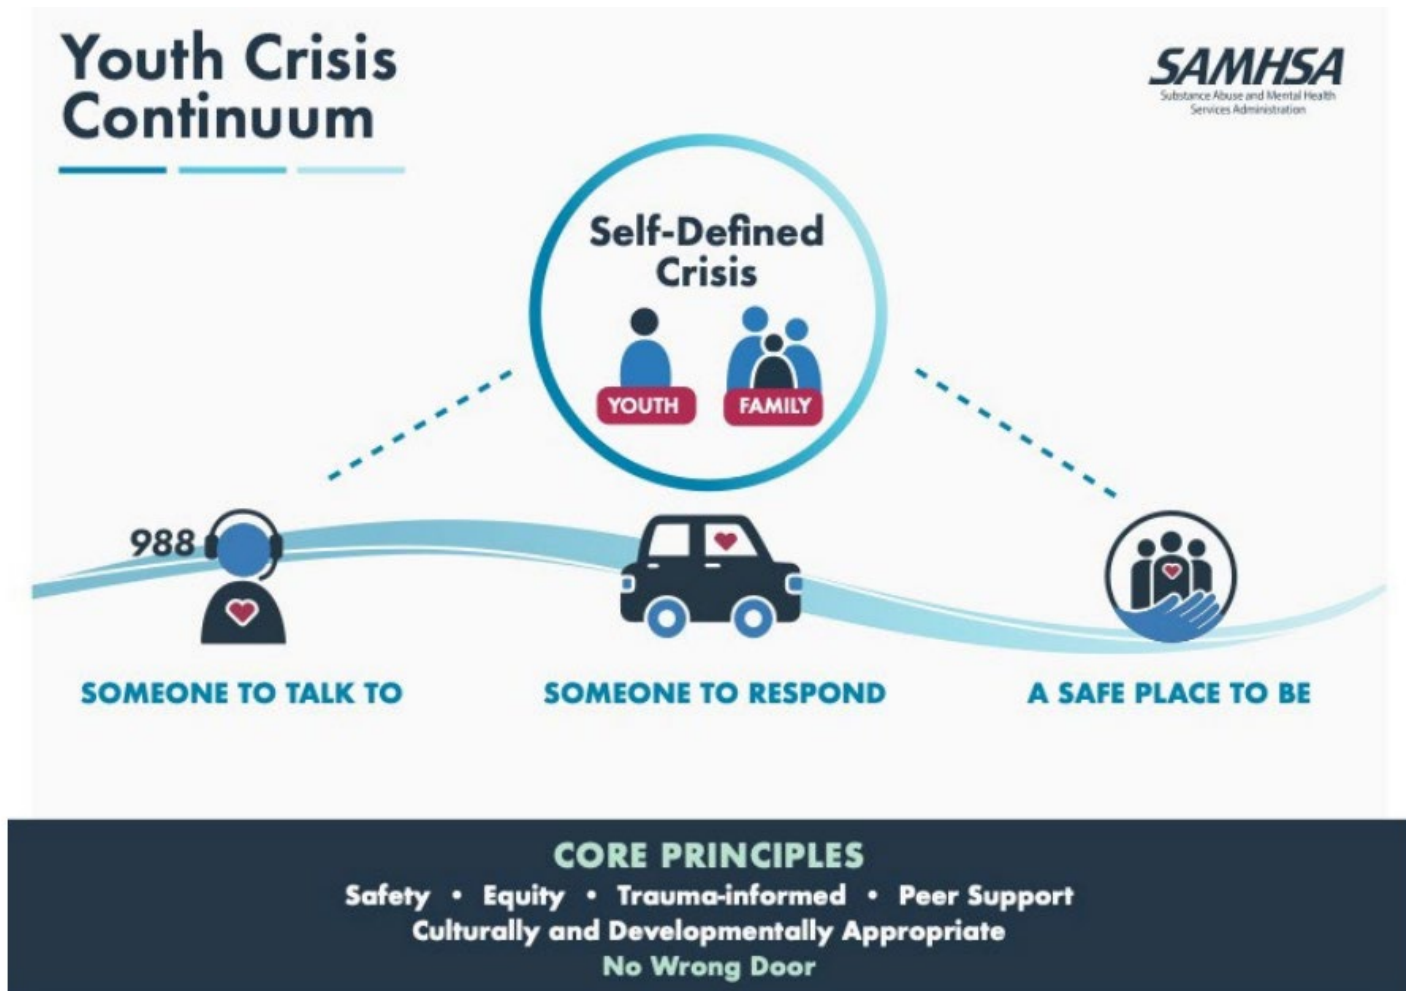 Youth Crisis
Continuum
SAMHSA
Substance Abuse and Mental Health
Services Administration
Self-Defined
Crisis
YOUTH
FAMILY
988
SOMEONE TO TALK TO
SOMEONE TO RESPOND
A SAFE PLACE TO BE
CORE PRINCIPLES
Safety • Equity • Trauma-informed • Peer Support
Culturally and Developmentally Appropriate
No Wrong Door